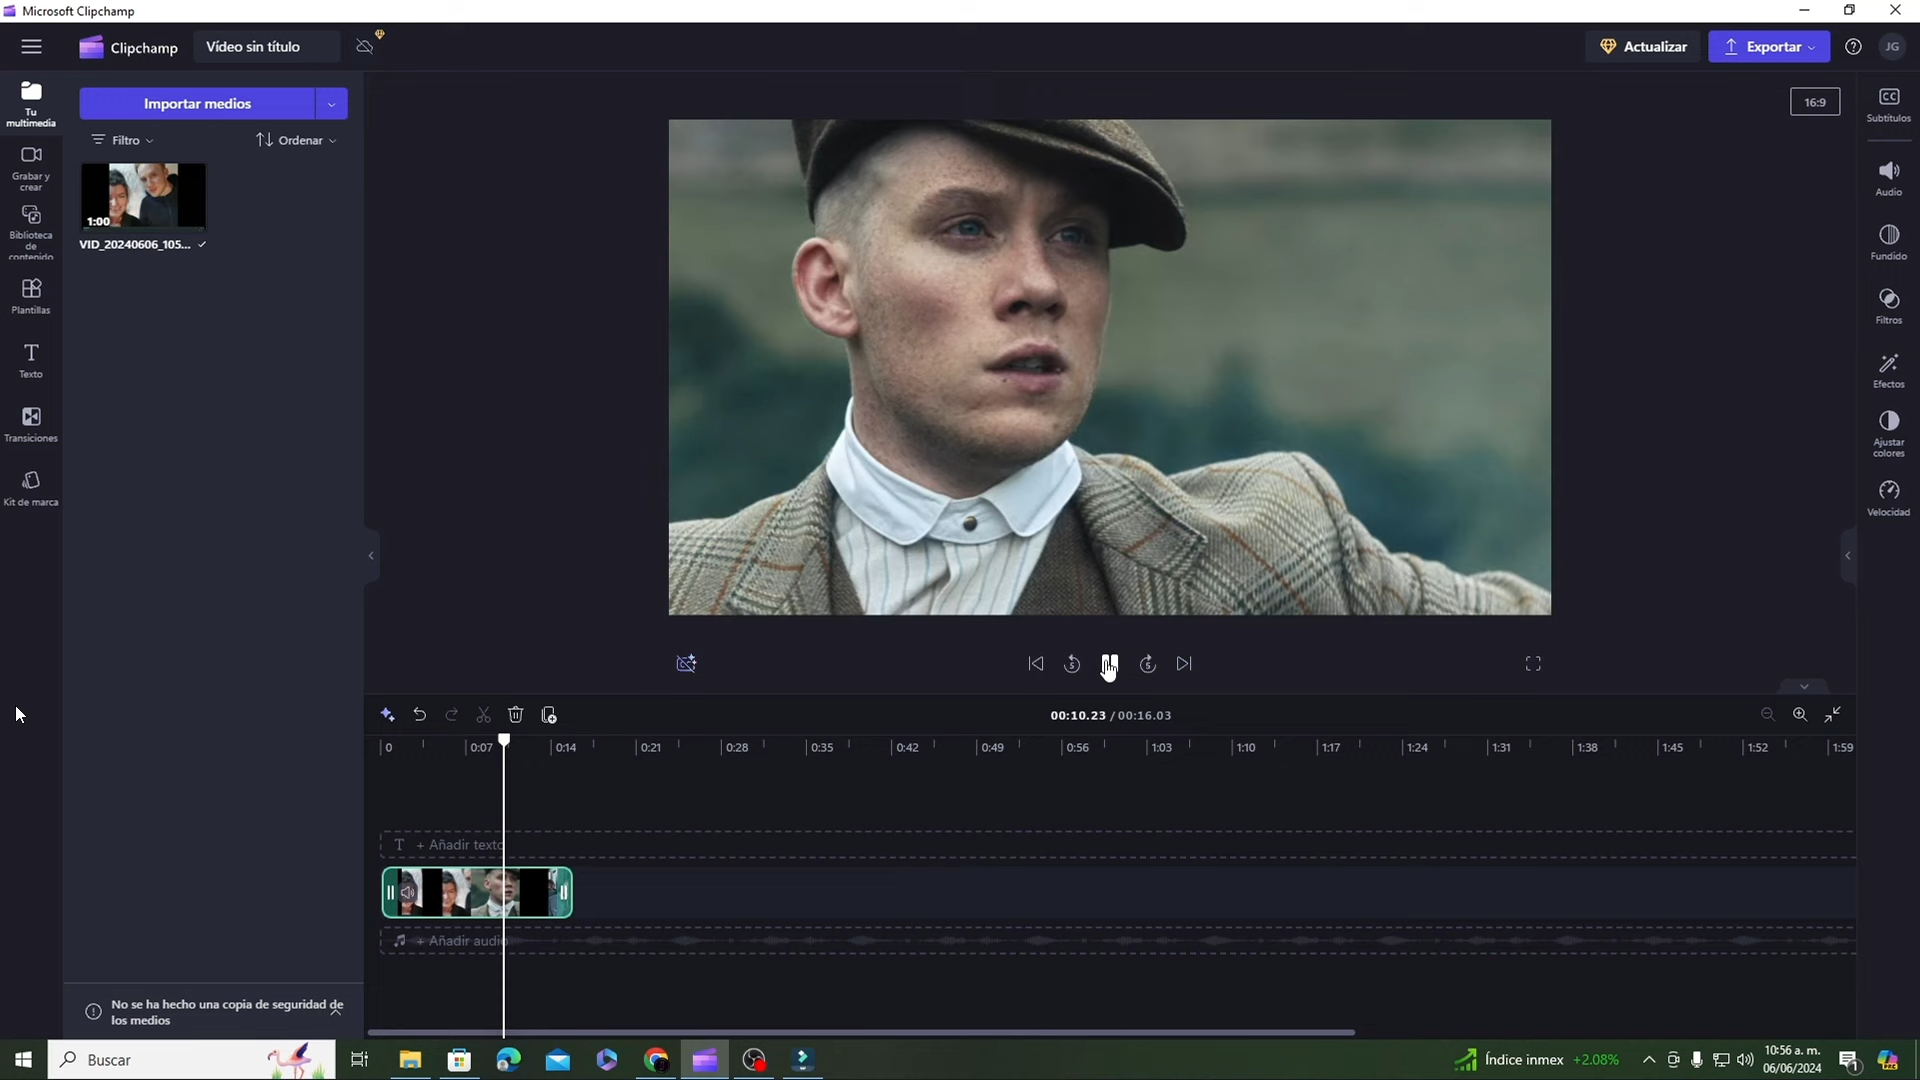 Microsoft Clipchamp
Clipchamp
Vídeo sin título
Actualizar
Exportar
JG
Tu
multimedia
Importar medios
Filtro
Ordenar
1:00
VID_20240606_105...
Grabar y
crear
Biblioteca
de
contenido
Plantillas
Texto
Transiciones
Kit de marca
16:9
CC
Subtítulos
Audio
Fundido
Filtros
Efectos
Ajustar
colores
Velocidad
5
5
00:10.23 / 00:16.03
0
0:07
0:14
0:21
0:28
0:35
0:42
0:49
0:56
1:03
1:10
1:17
1:24
1:31
1:38
1:45
1:52
1:59
T + Añadir texto
+ Añadir audio
No se ha hecho una copia de seguridad de
los medios
Buscar
Índice inmex +2.08%
10:56 a. m.
06/06/2024
1